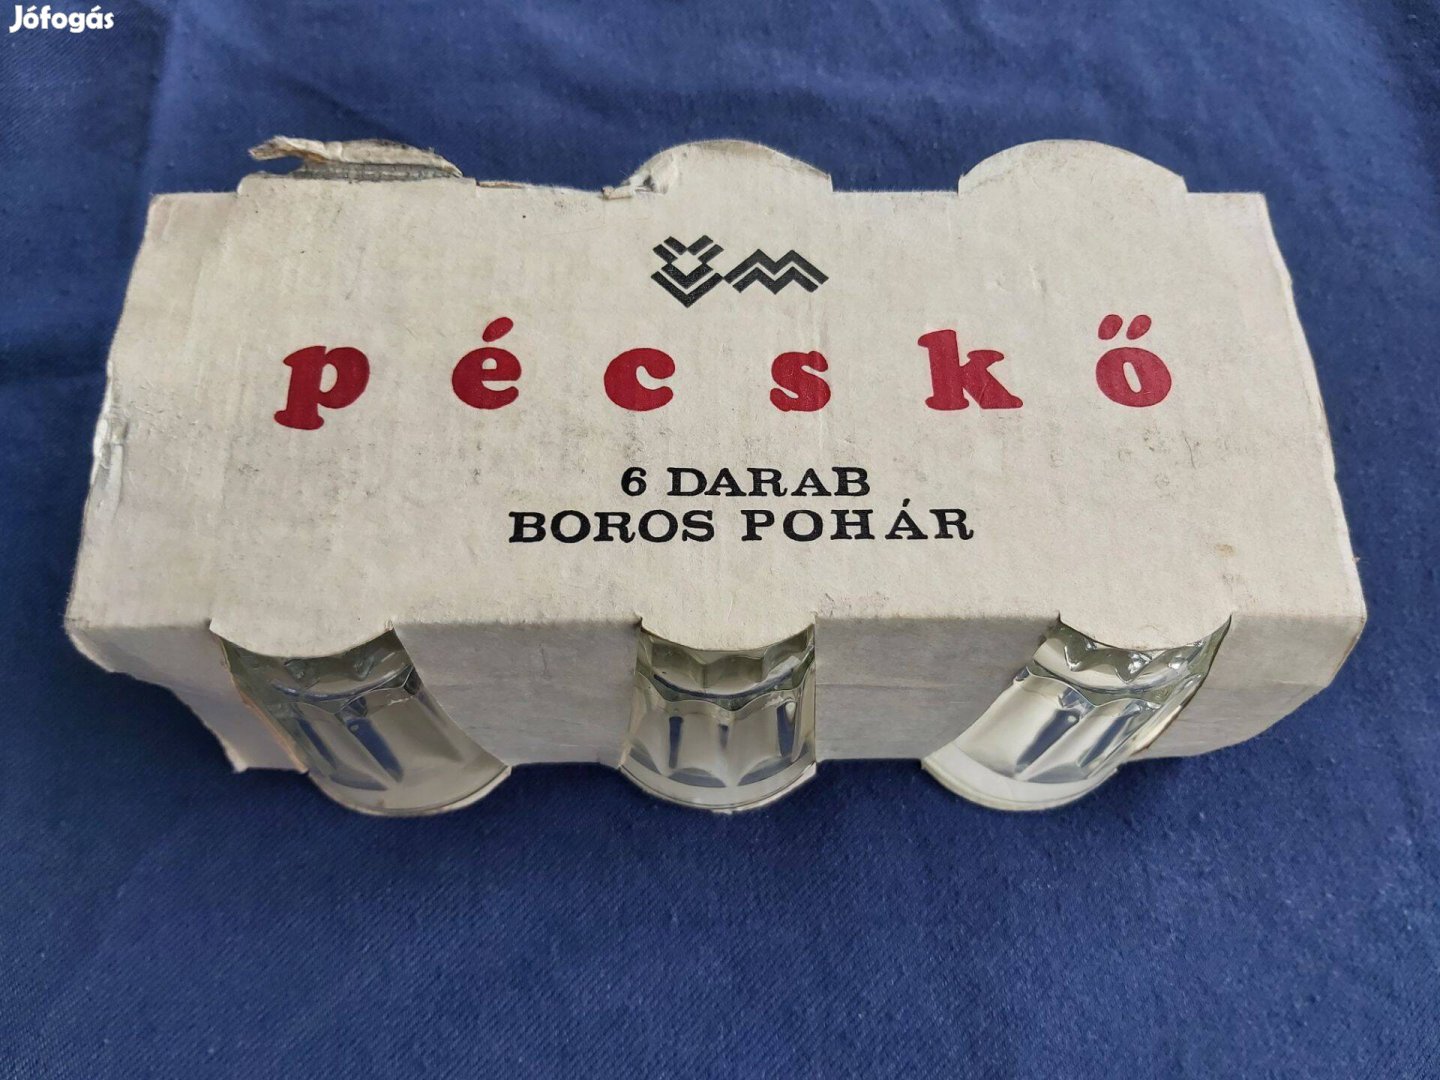 Jófogás
pécskő
6 DARAB
BOROS POHÁR